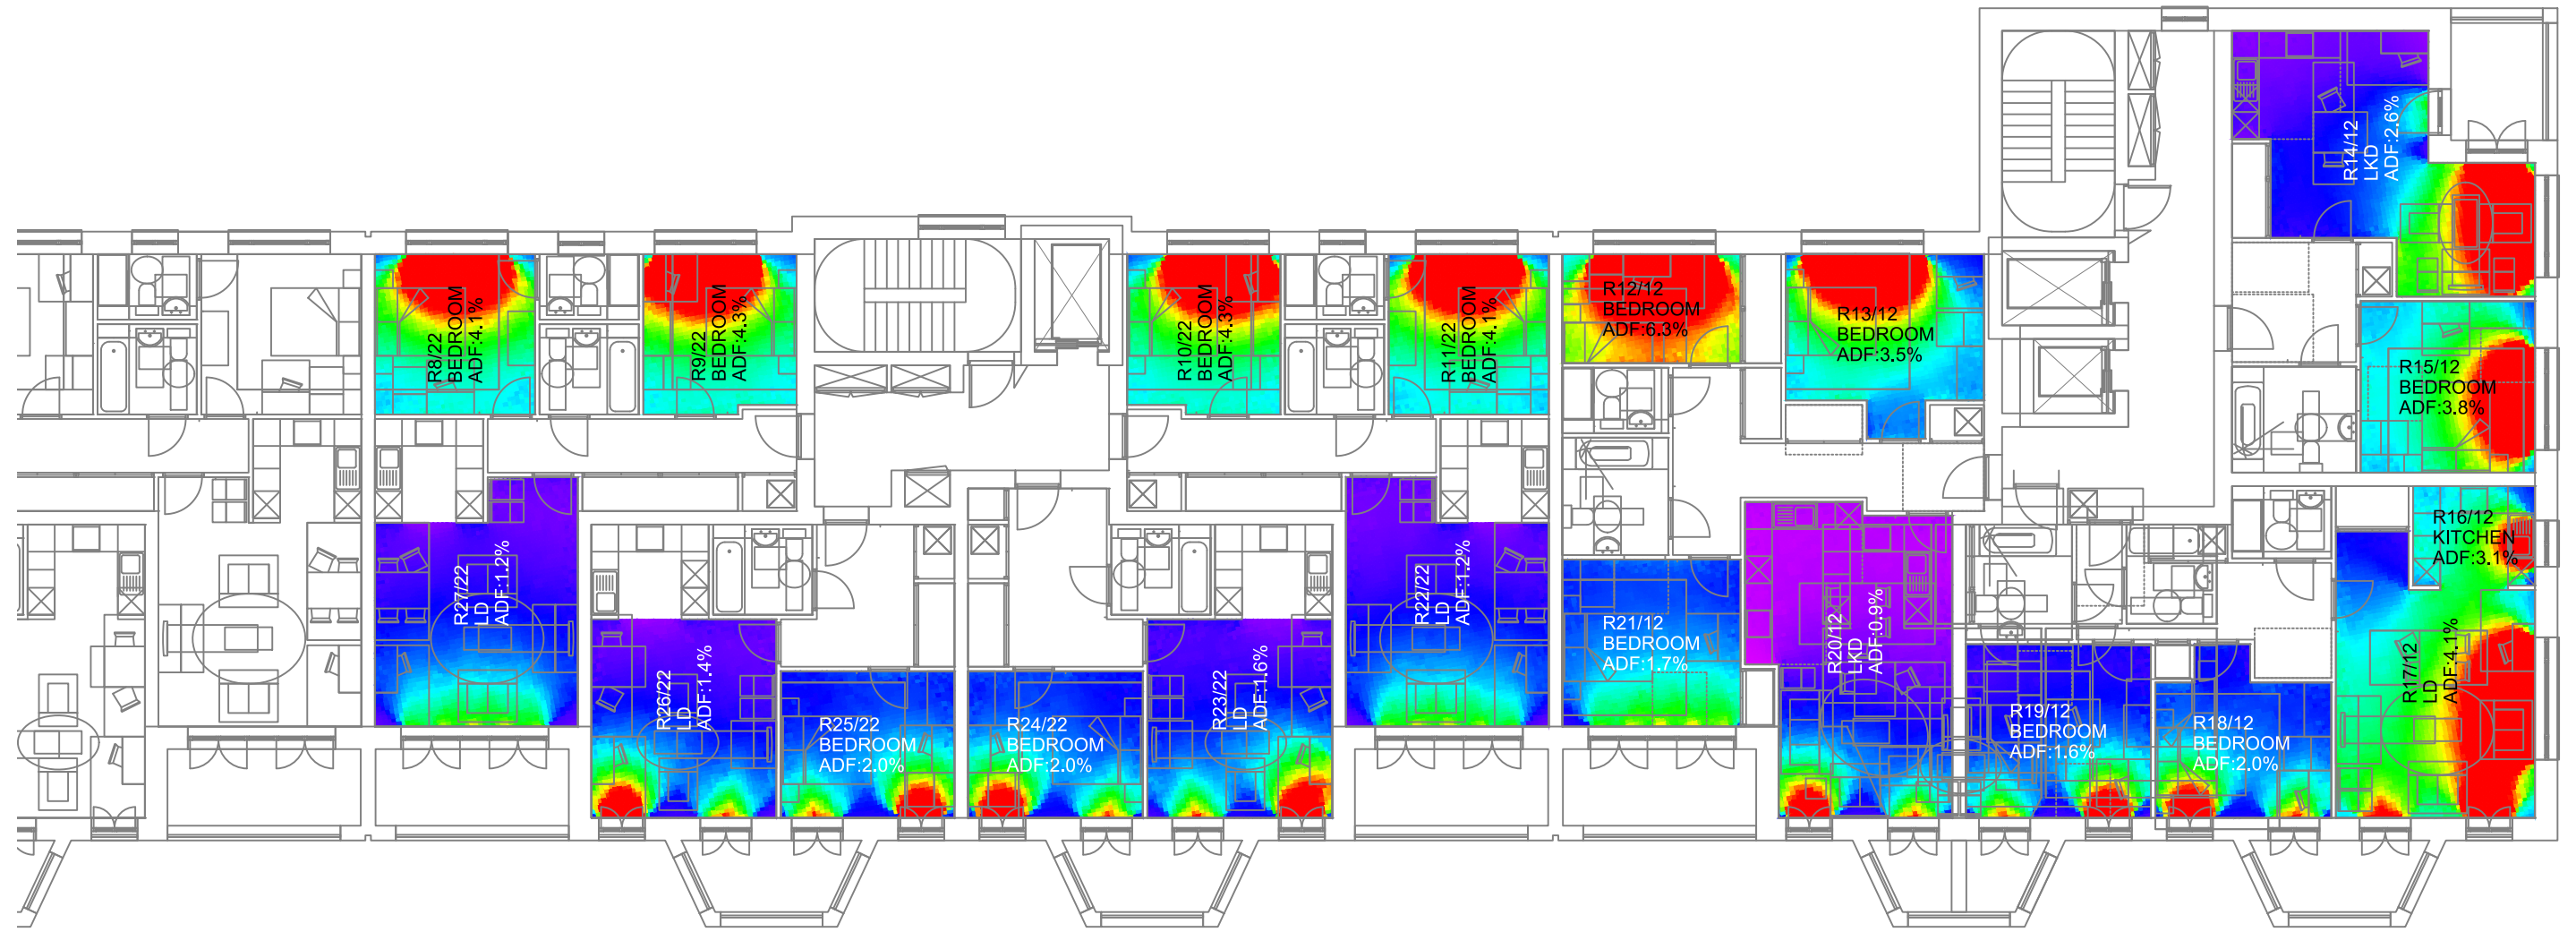 R8/22
BEDROOM
ADF:4.1%
R9/22
BEDROOM
ADF:4.3%
R10/22
BEDROOM
ADF:4.3%
R11/22
BEDROOM
ADF:4.1%
R12/12
BEDROOM
ADF:6.3%
R13/12
BEDROOM
ADF:3.5%
R14/12
LKD
ADF:2.6%
R15/12
BEDROOM
ADF:3.8%
R16/12
KITCHEN
ADF:3.1%
R27/22
LD
ADF:1.2%
R26/22
LD
ADF:1.4%
R25/22
BEDROOM
ADF:2.0%
R24/22
BEDROOM
ADF:2.0%
R23/22
LD
ADF:1.6%
R22/22
LD
ADF:1.2%
R21/12
BEDROOM
ADF:1.7%
R20/12
LKD
ADF:0.9%
R19/12
BEDROOM
ADF:1.6%
R18/12
BEDROOM
ADF:2.0%
R17/12
LD
ADF:4.1%